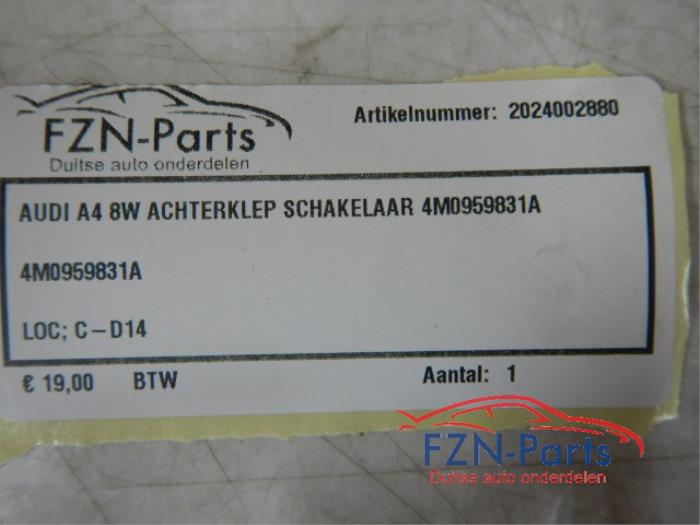 FZN-Parts
Duitse auto onderdelen
Artikelnummer: 2024002880
AUDI A4 8W ACHTERKLEP SCHAKELAAR 4M0959831A
4M0959831A
LOC; C-D14
€ 19,00 BTW
Aantal: 1
FZN-Parts
Duitse auto onderdelen